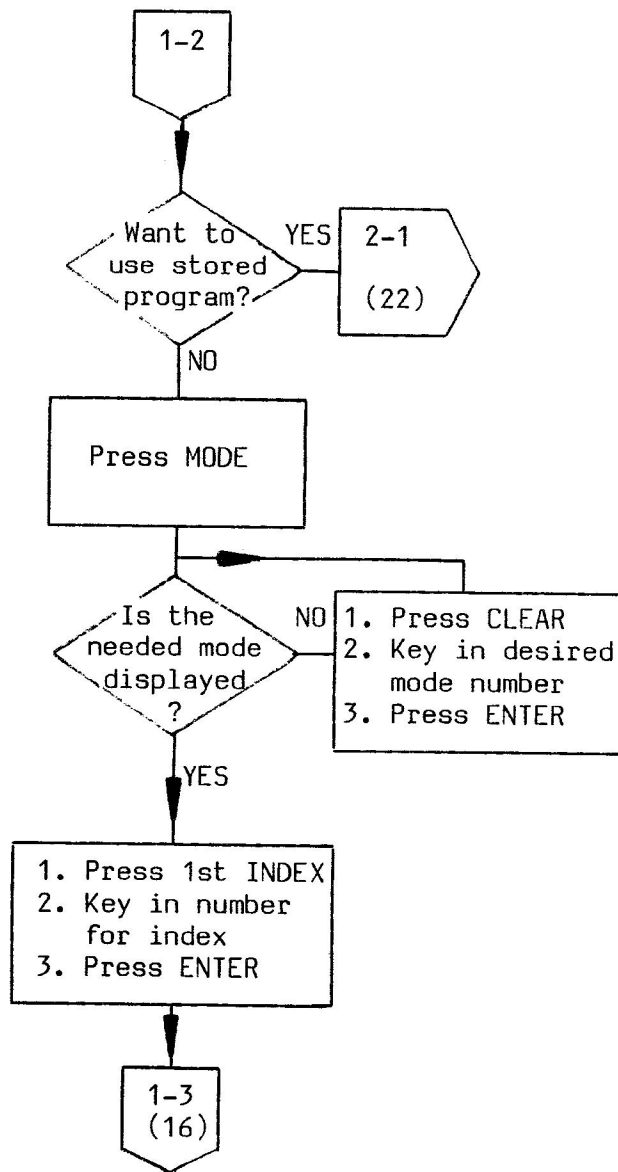 1-2
Want to
use stored
program?
YES
2-1
(22)
NO
Press MODE
Is the
needed mode
displayed
?
NO
1. Press CLEAR
2. Key in desired
mode number
3. Press ENTER
YES
1. Press 1st INDEX
2. Key in number
for index
3. Press ENTER
1-3
(16)